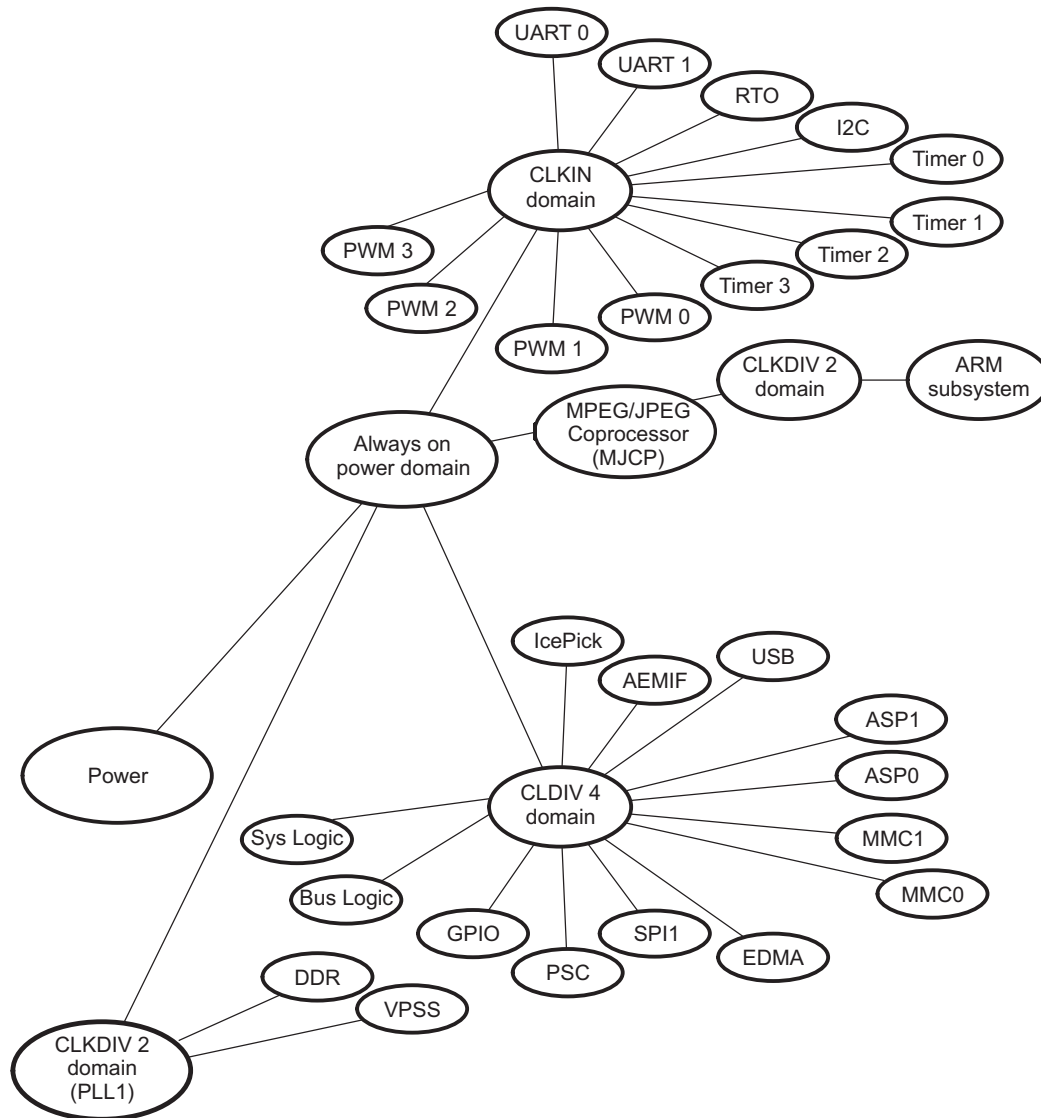 UART 0
UART 1
RTO
I2C
Timer 0
CLKIN
domain
Timer 1
PWM 3
Timer 2
Timer 3
PWM 2
PWM 0
PWM 1
CLKDIV 2
domain
ARM
subsystem
MPEG/JPEG
Coprocessor
(MJCP)
Always on
power domain
IcePick
USB
AEMIF
ASP1
Power
ASP0
CLDIV 4
domain
Sys Logic
MMC1
Bus Logic
MMC0
GPIO
SPI1
EDMA
PSC
DDR
VPSS
CLKDIV 2
domain
(PLL1)